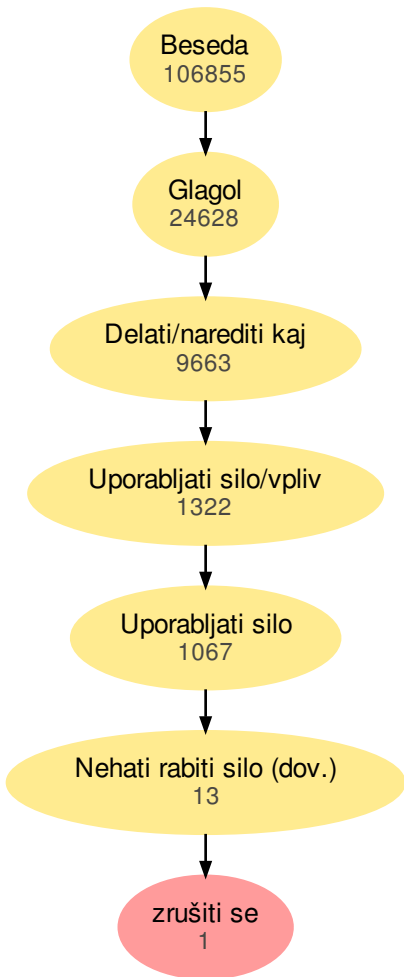 Beseda
106855
Glagol
24628
Delati/narediti kaj
9663
Uporabljati silo/vpliv
1322
Uporabljati silo
1067
Nehati rabiti silo (dov.)
13
zrušiti se
1